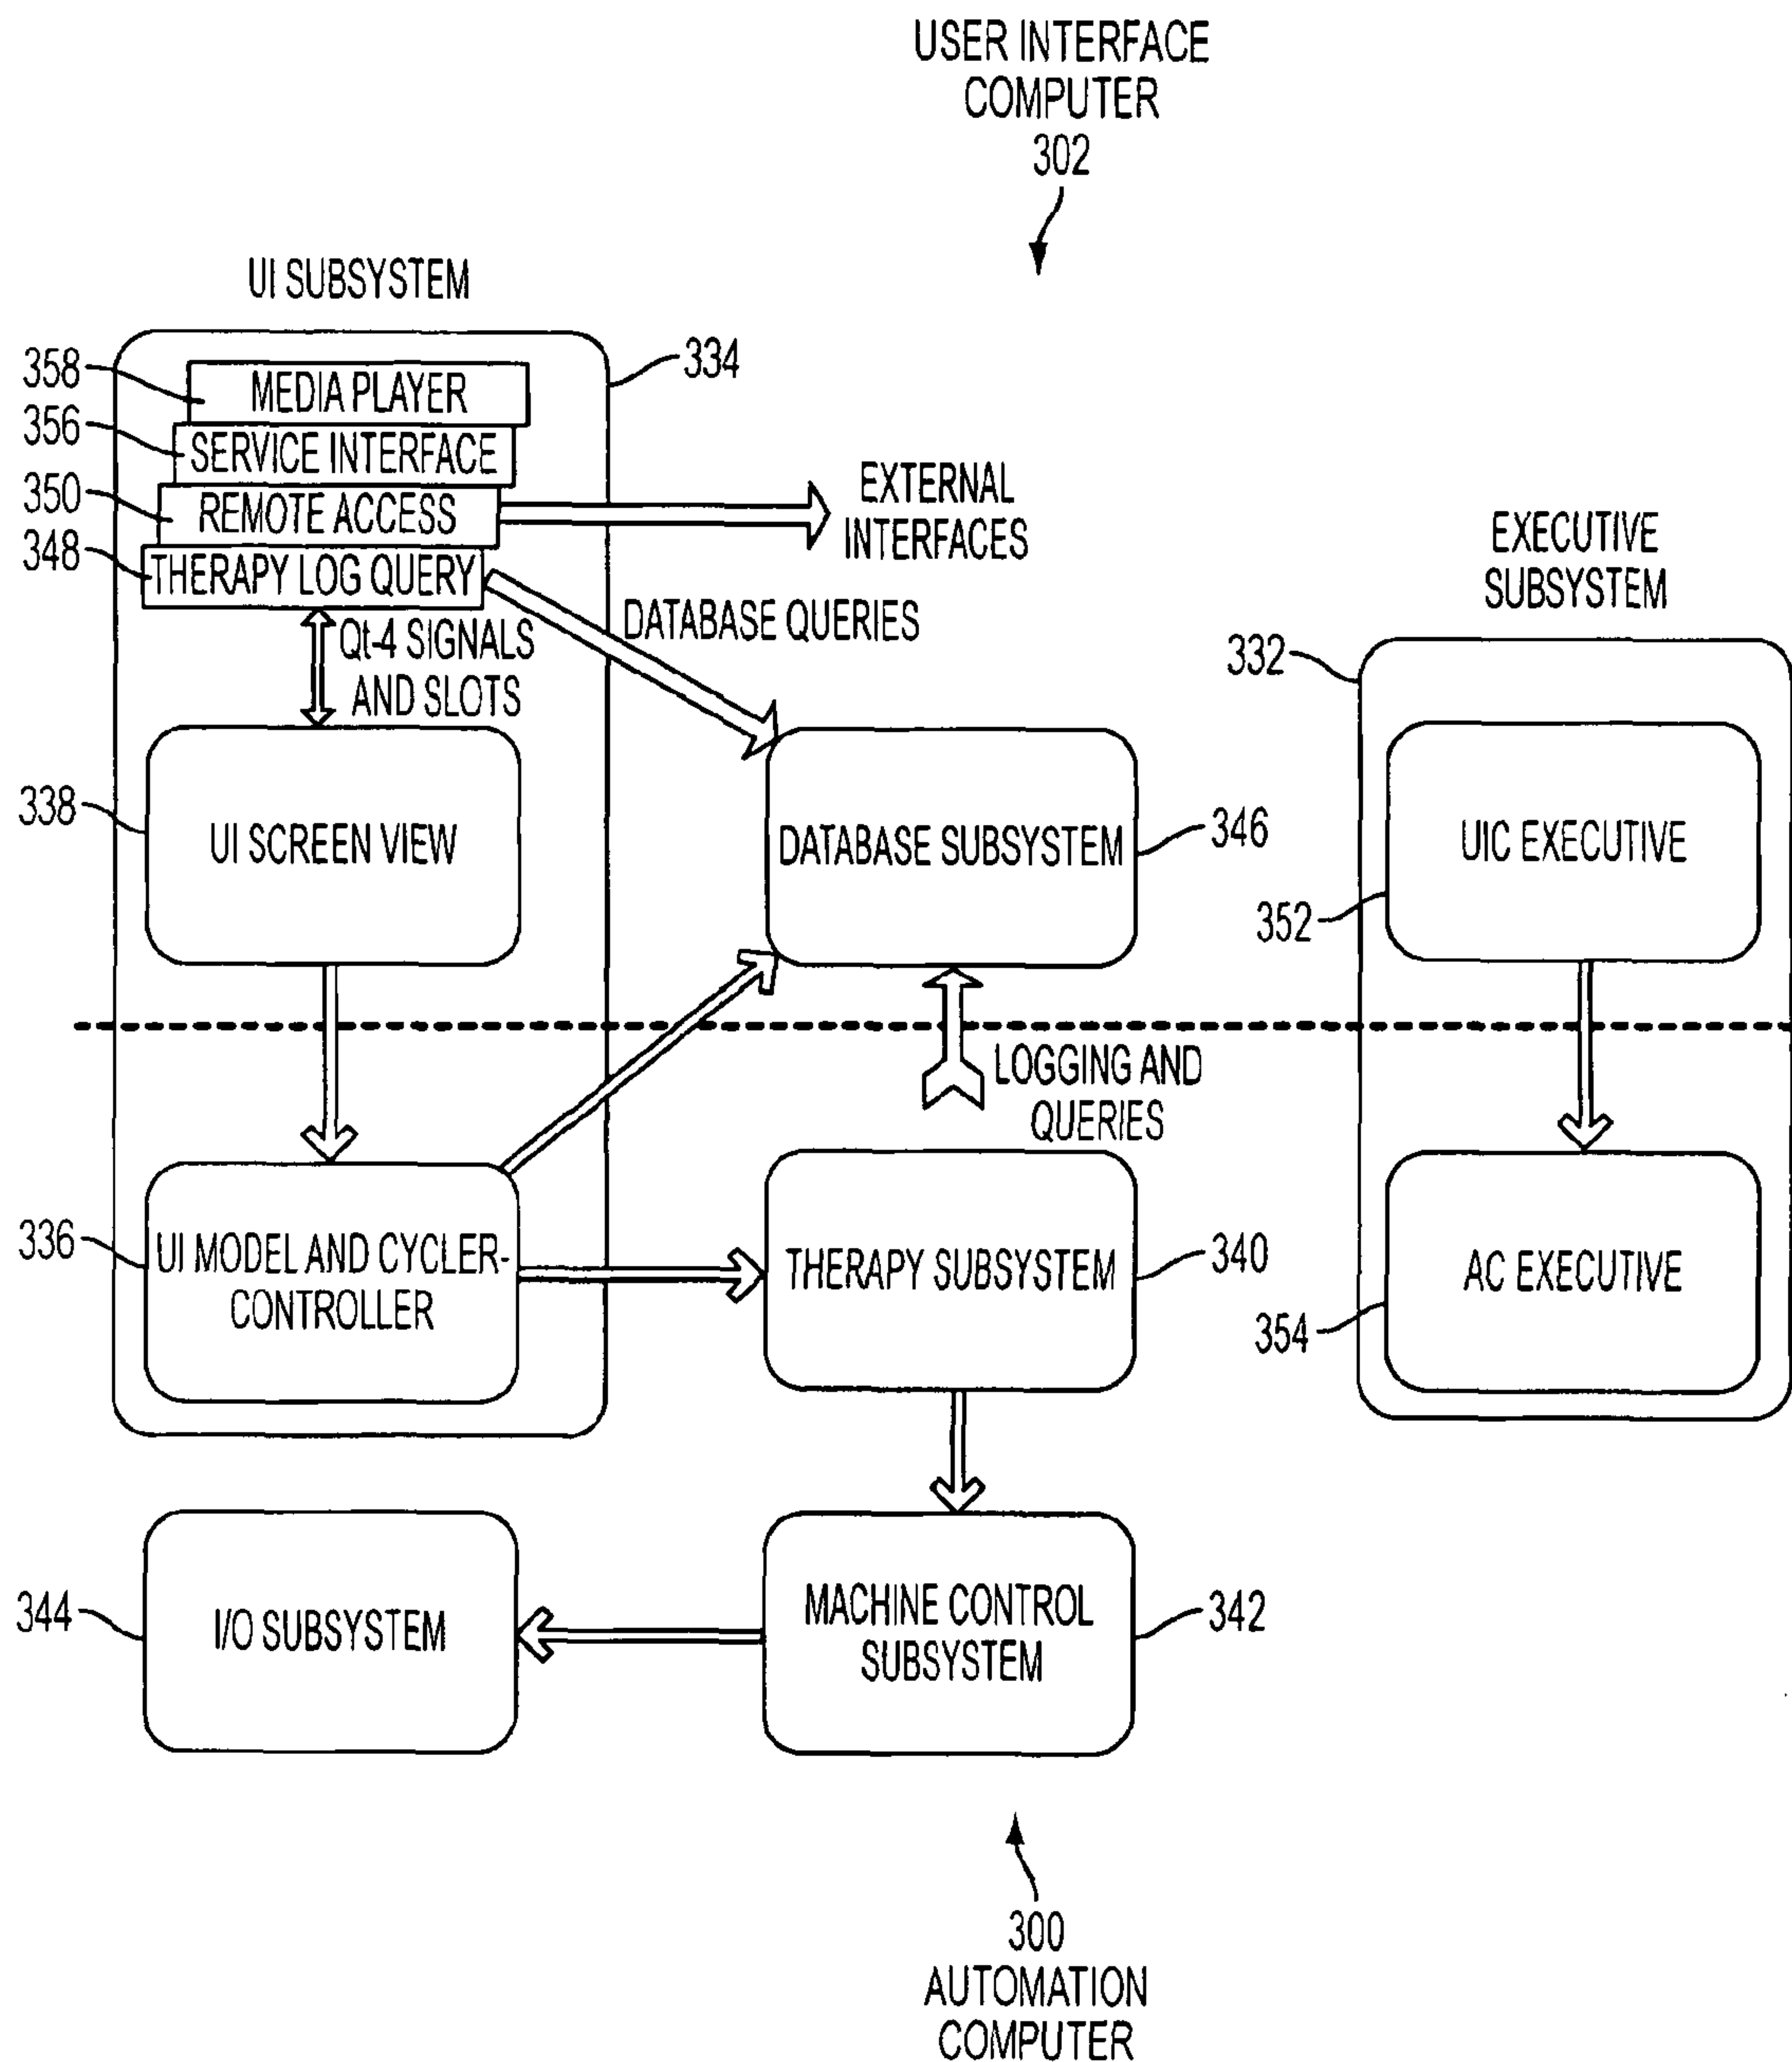 USER INTERFACE
COMPUTER
302
UI SUBSYSTEM
334
358
MEDIA PLAYER
356
SERVICE INTERFACE
350
REMOTE ACCESS
348
THERAPY LOG QUERY
EXTERNAL
INTERFACES
DATABASE QUERIES
Qt-4 SIGNALS
AND SLOTS
EXECUTIVE
SUBSYSTEM
332
338
UI SCREEN VIEW
DATABASE SUBSYSTEM
346
UIC EXECUTIVE
352
LOGGING AND
QUERIES
336
UI MODEL AND CYCLER-
CONTROLLER
THERAPY SUBSYSTEM
340
AC EXECUTIVE
354
344
I/O SUBSYSTEM
MACHINE CONTROL
SUBSYSTEM
342
300
AUTOMATION
COMPUTER